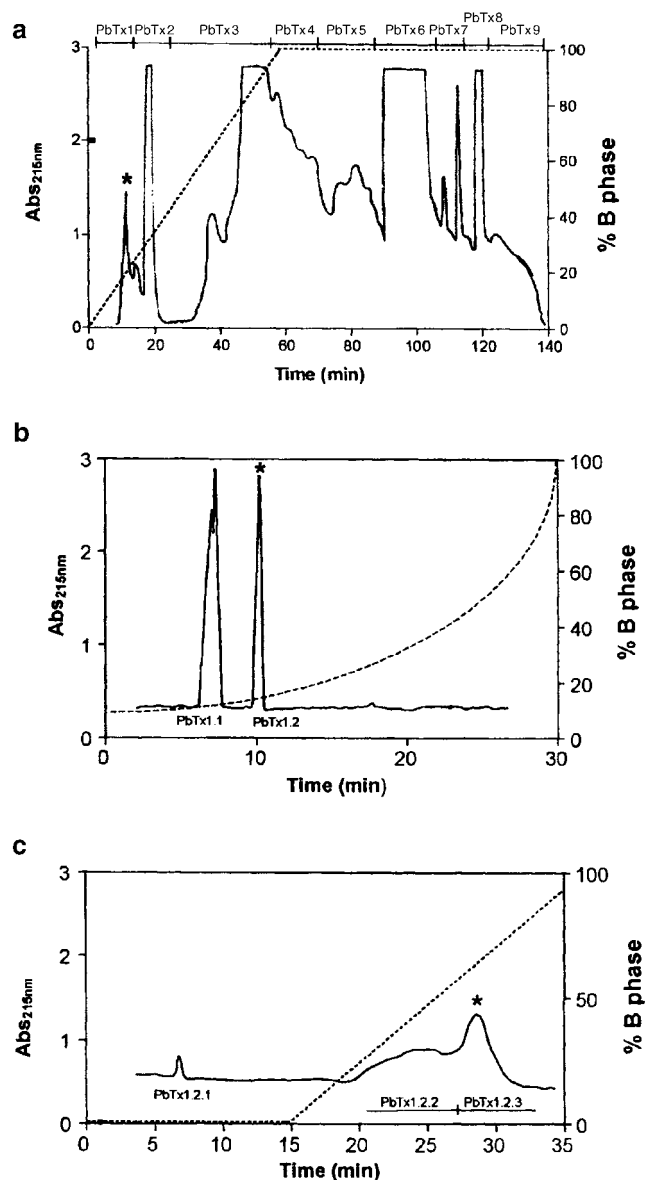 a
PbTx8
PbTx1 PbTx2 PbTx3 PbTx4 PbTx5 PbTx6 PbTx7 PbTx9
3 100
80
2 60
Abs215nm % B phase
40
1
20
0 0
0 20 40 60 80 100 120 140
Time (min)
*
b
3 100
*
80
2 60
Abs215nm % B phase
40
1
20
PbTx1.1 PbTx1.2
0 0
0 10 20 30
Time (min)
c
3 100
2
Abs215nm 50 % B phase
*
1
PbTx1.2.1 PbTx1.2.2 PbTx1.2.3
0 0
0 5 10 15 20 25 30 35
Time (min)